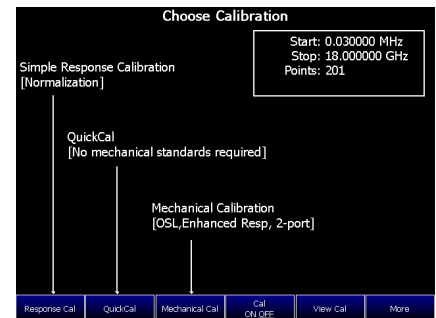 Choose Calibration
Start: 0.030000 MHz
Stop: 18.000000 GHz
Points: 201
Simple Response Calibration
[Normalization]
QuickCal
[No mechanical standards required]
Mechanical Calibration
[OSL,Enhanced Resp, 2-port]
Response Cal
QuickCal
Mechanical Cal
Cal
ON OFF
View Cal
More